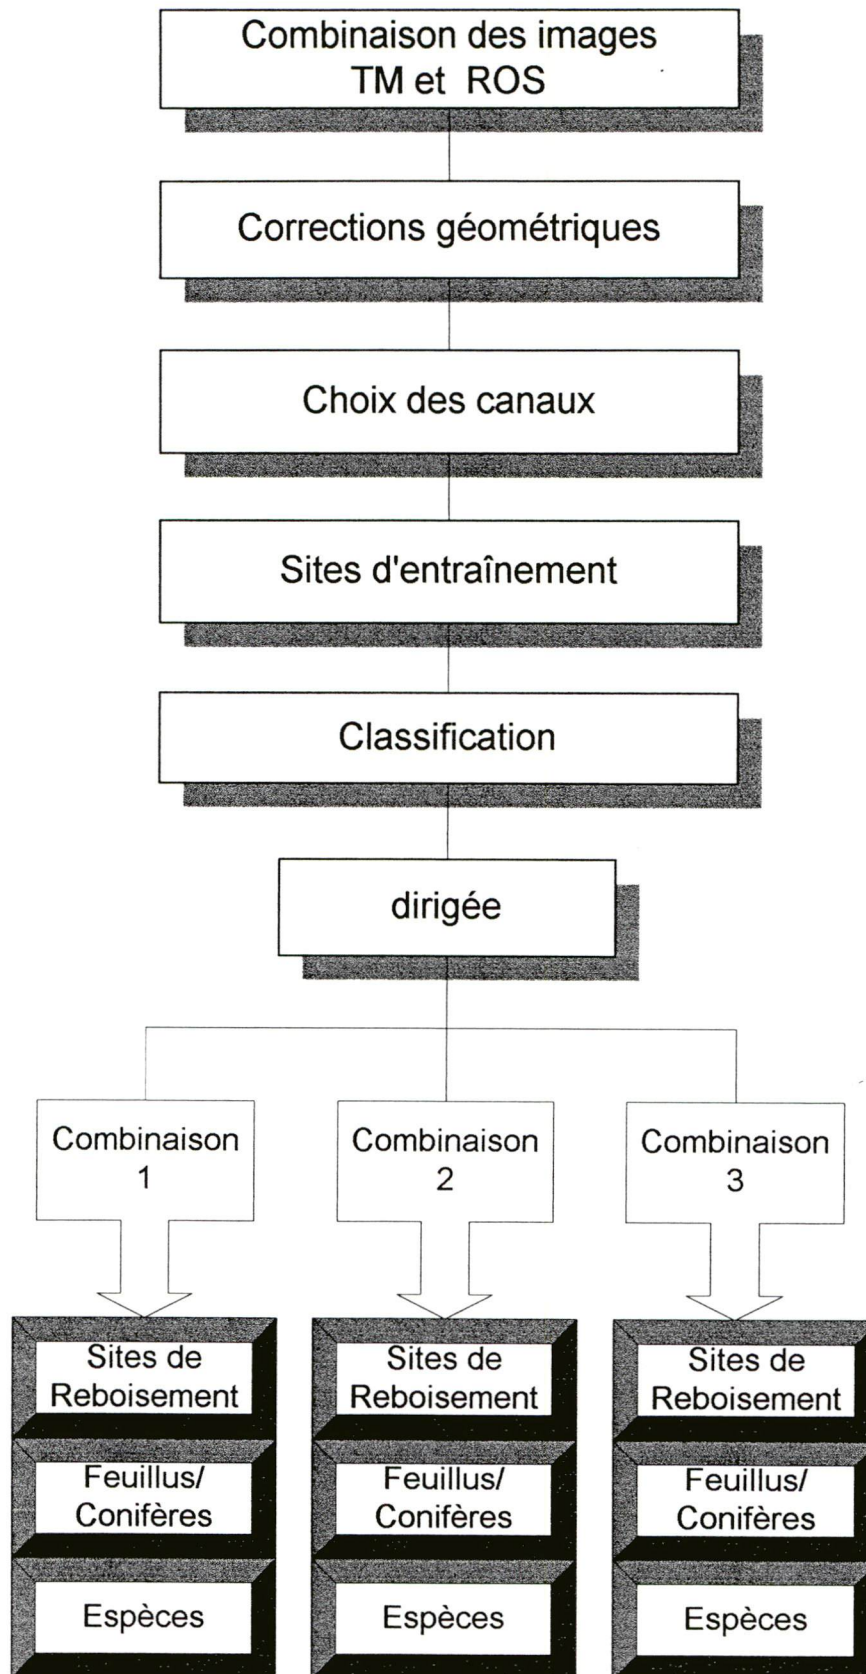 Combinaison des images
TM et ROS
Corrections géométriques
Choix des canaux
Sites d'entraînement
Classification
dirigée
Combinaison
1
Combinaison
2
Combinaison
3
Sites de
Reboisement
Feuillus/
Conifères
Espèces
Sites de
Reboisement
Feuillus/
Conifères
Espèces
Sites de
Reboisement
Feuillus/
Conifères
Espèces